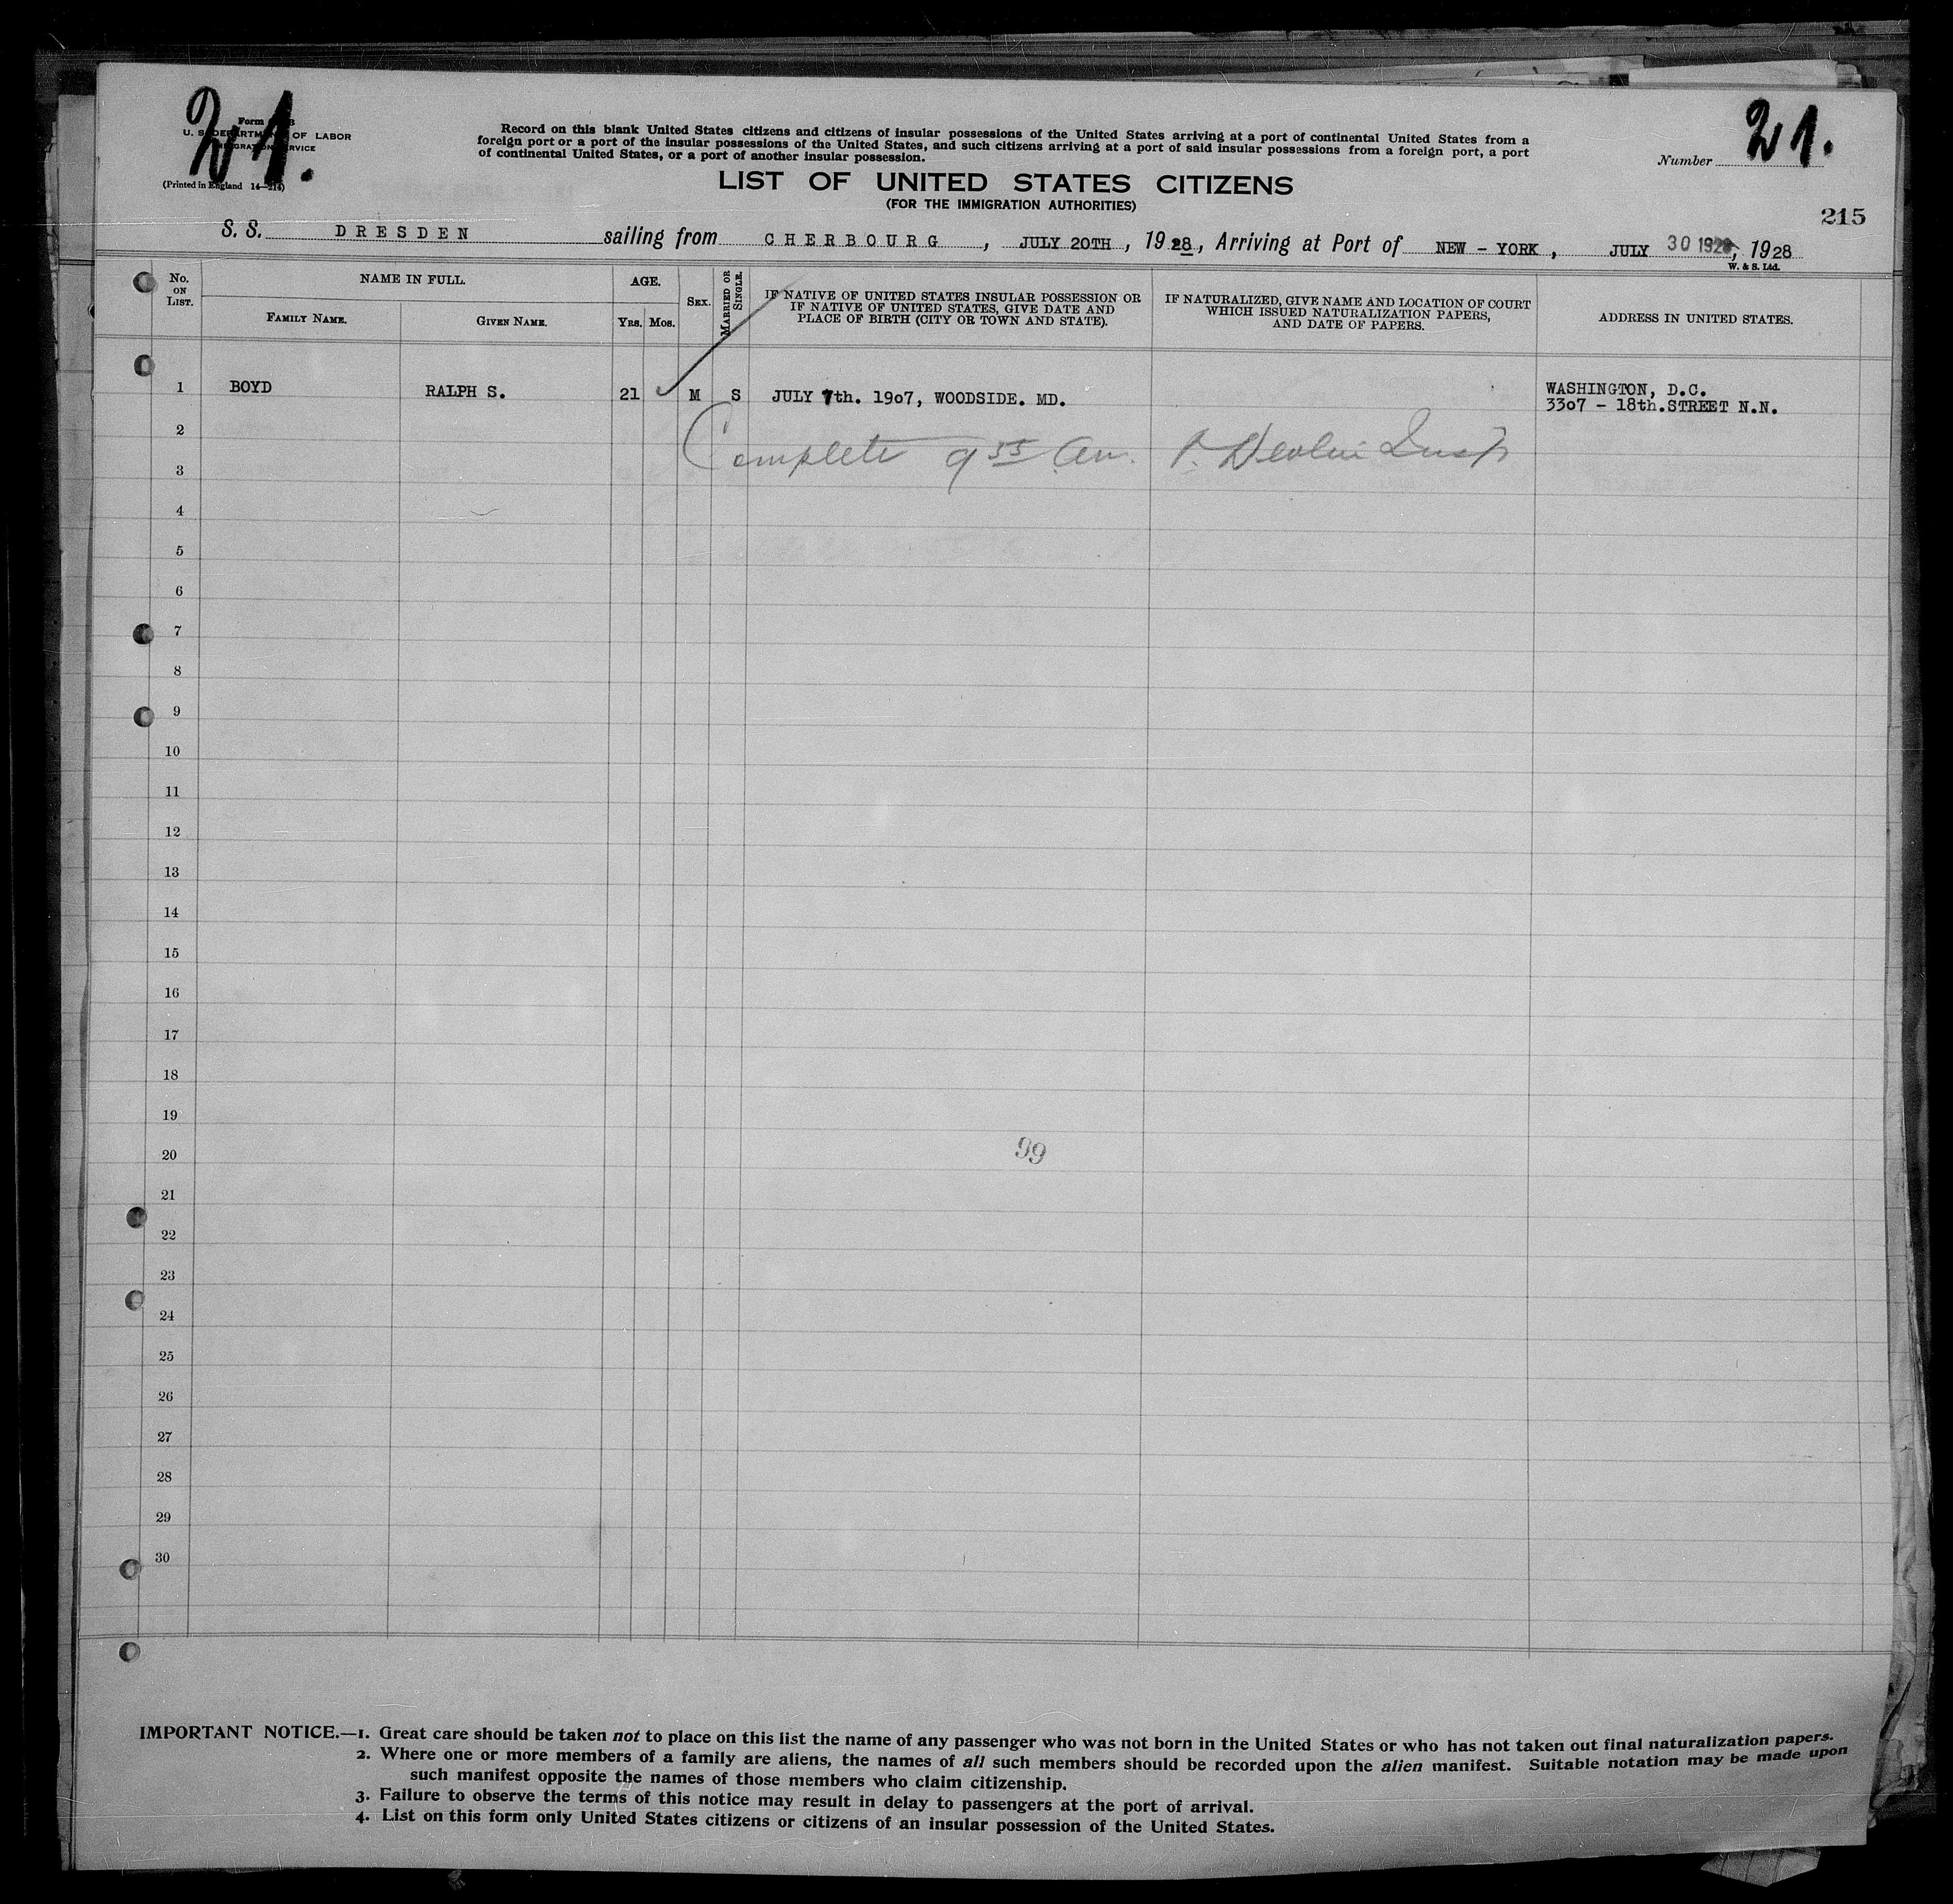 21.
Form
U. S. DEPARTMENT OF LABOR
IMMIGRATION SERVICE
(Printed in England 14—214)
Record on this blank United States citizens and citizens of insular possessions of the United States arriving at a port of continental United States from a
foreign port or a port of the insular possessions of the United States, and such citizens arriving at a port of said insular possessions from a foreign port, a port
of continental United States, or a port of another insular possession.
Number 21.
LIST OF UNITED STATES CITIZENS
(FOR THE IMMIGRATION AUTHORITIES)
215
S. S. DRESDEN sailing from CHERBOURG, JULY 20TH, 1928, Arriving at Port of NEW - YORK, JULY 30 1928, 1928
W. & S. Ltd.
No. ON LIST.
NAME IN FULL.
FAMILY NAME.
GIVEN NAME.
AGE.
YRS. MOS.
SEX.
MARRIED OR SINGLE.
IF NATIVE OF UNITED STATES INSULAR POSSESSION OR
IF NATIVE OF UNITED STATES, GIVE DATE AND
PLACE OF BIRTH (CITY OR TOWN AND STATE).
IF NATURALIZED, GIVE NAME AND LOCATION OF COURT
WHICH ISSUED NATURALIZATION PAPERS,
AND DATE OF PAPERS.
ADDRESS IN UNITED STATES.
1 BOYD RALPH S. 21 M S JULY 7th. 1907, WOODSIDE. MD. WASHINGTON, D.C.
3307 - 18th.STREET N.N.
2
Complete 9 55 Am. P. Devlin Insp
3
4
5
6
7
8
9
10
11
12
13
14
15
16
17
18
19
99
20
21
22
23
24
25
26
27
28
29
30
IMPORTANT NOTICE.—1. Great care should be taken not to place on this list the name of any passenger who was not born in the United States or who has not taken out final naturalization papers.
2. Where one or more members of a family are aliens, the names of all such members should be recorded upon the alien manifest. Suitable notation may be made upon
such manifest opposite the names of those members who claim citizenship.
3. Failure to observe the terms of this notice may result in delay to passengers at the port of arrival.
4. List on this form only United States citizens or citizens of an insular possession of the United States.